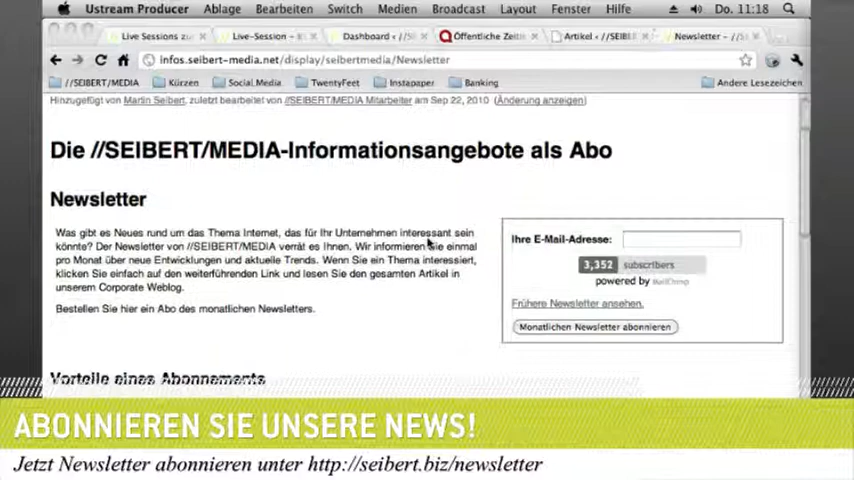 Ustream Producer Ablage Bearbeiten Switch Medien Broadcast Layout Fenster Hilfe Do. 11:18
Live Sessions zu Live-Session - Dashboard ‹ //S Öffentliche Zeit Artikel ‹ //SEIBE Newsletter - //S
infos.seibert-media.net/display/seibertmedia/Newsletter
//SEIBERT/MEDIA Kürzen Social Media TwentyFeet Instapaper Banking Andere Lesezeichen
Hinzugefügt von Martin Seibert, zuletzt bearbeitet von //SEIBERT/MEDIA Mitarbeiter am Sep 22, 2010 (Änderung anzeigen)
Die //SEIBERT/MEDIA-Informationsangebote als Abo
Newsletter
Was gibt es Neues rund um das Thema Internet, das für Ihr Unternehmen interessant sein
könnte? Der Newsletter von //SEIBERT/MEDIA verrät es Ihnen. Wir informieren Sie einmal
pro Monat über neue Entwicklungen und aktuelle Trends. Wenn Sie ein Thema interessiert,
klicken Sie einfach auf den weiterführenden Link und lesen Sie den gesamten Artikel in
unserem Corporate Weblog.
Bestellen Sie hier ein Abo des monatlichen Newsletters.
Ihre E-Mail-Adresse:
3,352 subscribers
powered by MailChimp
Frühere Newsletter ansehen.
Monatlichen Newsletter abonnieren
Vorteile eines Abonnements
ABONNIEREN SIE UNSERE NEWS!
Jetzt Newsletter abonnieren unter http://seibert.biz/newsletter